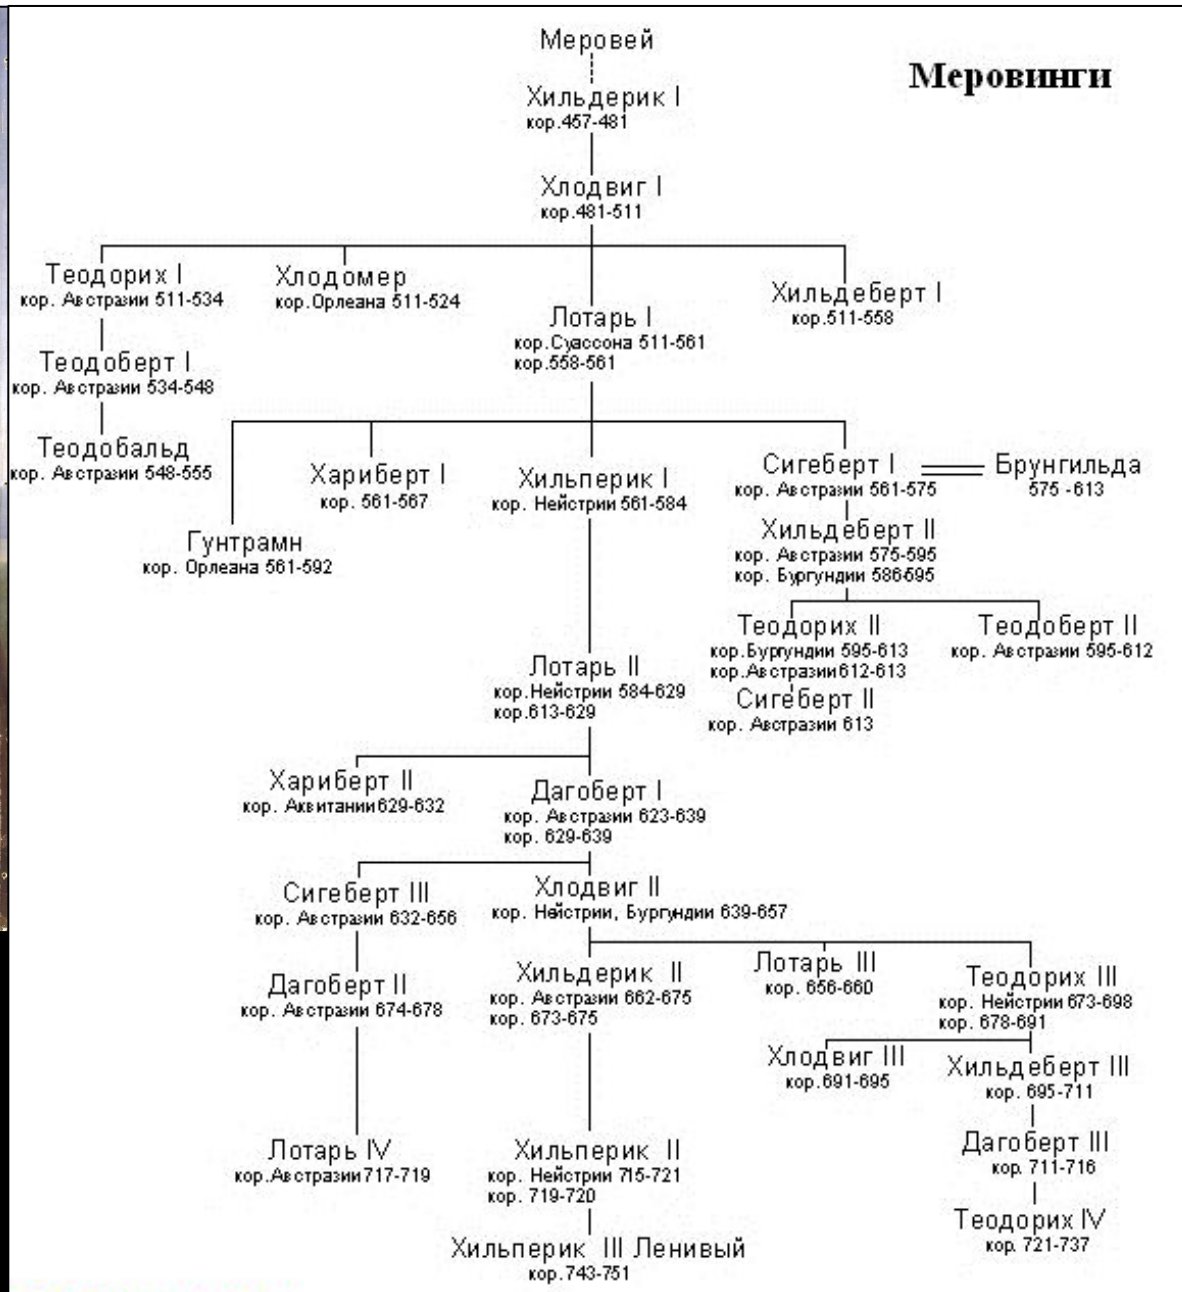 Меровинги
Меровей
Хильдерик I
кор.457-481
Хлодвиг I
кор.481-511
Теодорих I
кор. Австразии 511-534
Хлодомер
кор.Орлеана 511-524
Лотарь I
кор.Суассона 511-561
кор.558-561
Хильдеберт I
кор.511-558
Теодоберт I
кор. Австразии 534-548
Теодобальд
кор. Австразии 548-555
Гунтрамн
кор. Орлеана 561-592
Хариберт I
кор. 561-567
Хильперик I
кор. Нейстрии 561-584
Сигеберт I
кор. Австразии 561-575
Брунгильда
575 -613
Хильдеберт II
кор. Австразии 575-595
кор. Бургундии 586-595
Теодорих II
кор.Бургундии 595-613
кор.Австразии 612-613
Теодоберт II
кор. Австразии 595-612
Сигеберт II
кор. Австразии 613
Лотарь II
кор.Нейстрии 584-629
кор.613-629
Хариберт II
кор. Аквитании 629-632
Дагоберт I
кор. Австразии 623-639
кор. 629-639
Сигеберт III
кор. Австразии 632-656
Хлодвиг II
кор. Нейстрии, Бургундии 639-657
Дагоберт II
кор. Австразии 674-678
Хильдерик II
кор. Австразии 662-675
кор. 673-675
Лотарь III
кор. 656-660
Теодорих III
кор. Нейстрии 673-698
кор. 678-691
Хлодвиг III
кор.691-695
Хильдеберт III
кор. 695-711
Лотарь IV
кор.Австразии 717-719
Хильперик II
кор. Нейстрии 715-721
кор. 719-720
Дагоберт III
кор. 711-716
Теодорих IV
кор. 721-737
Хильперик III Ленивый
кор.743-751